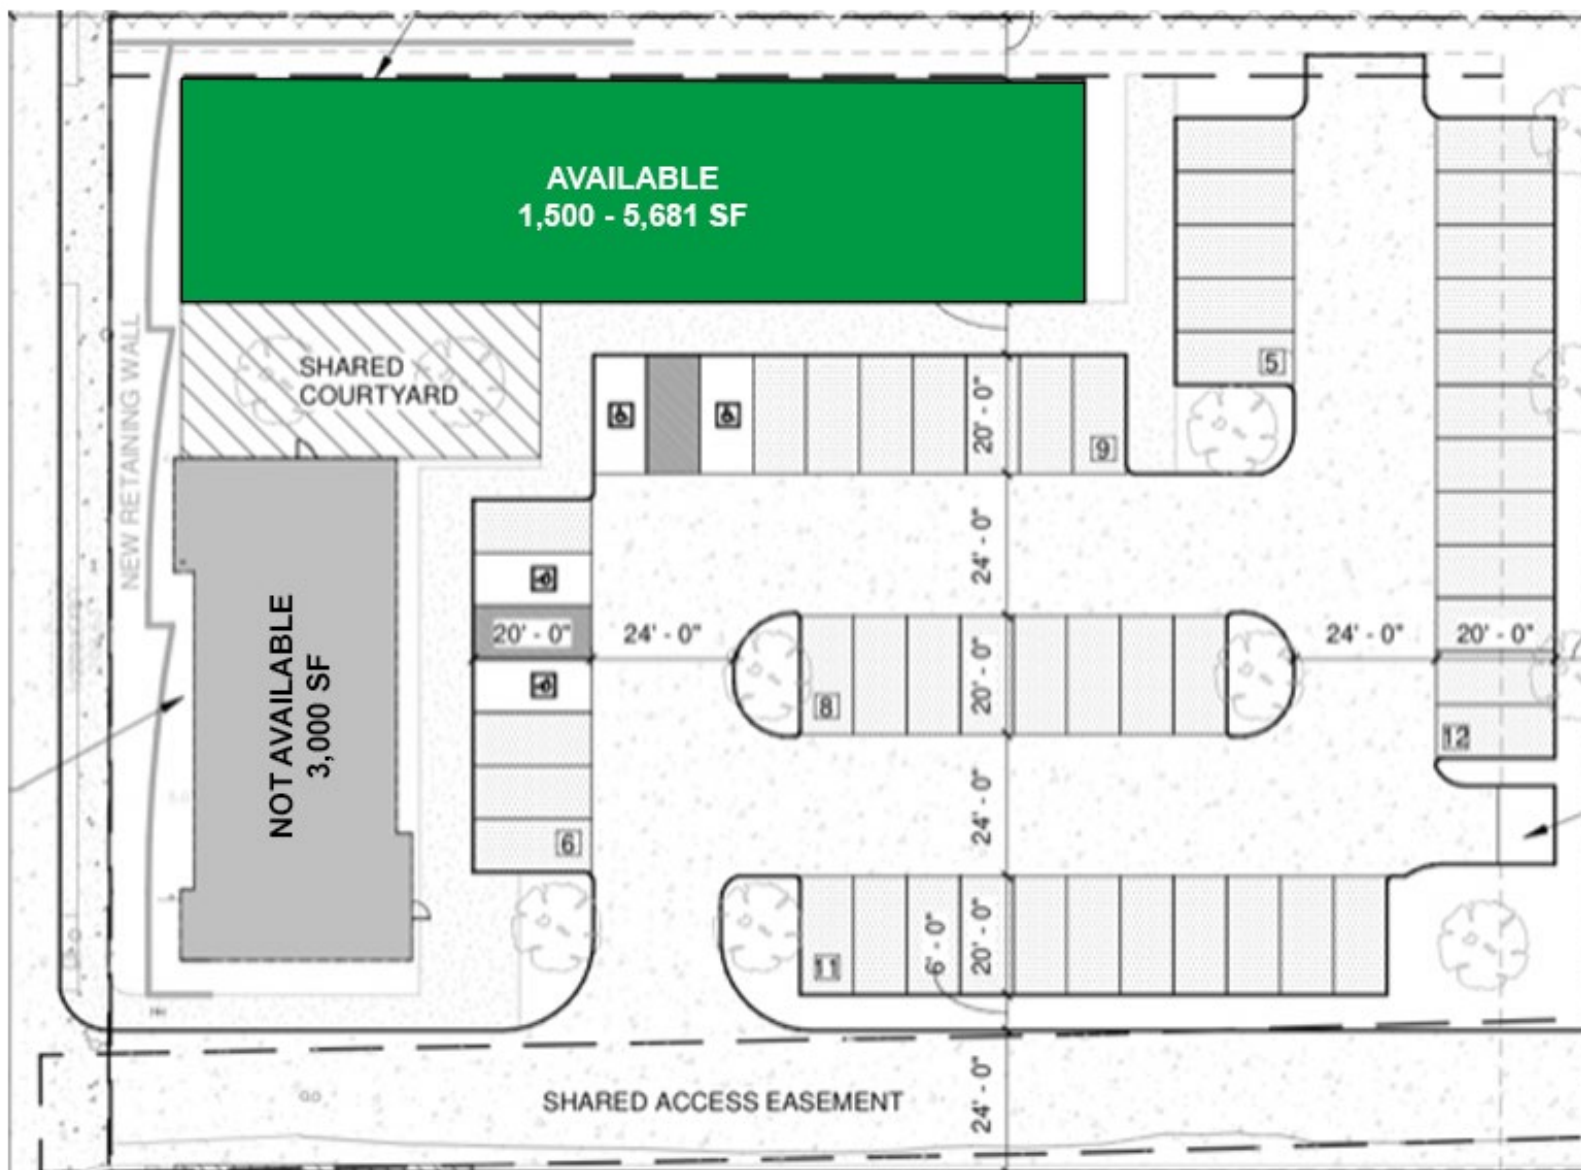 AVAILABLE
1,500 - 5,681 SF
SHARED
COURTYARD
NEW RETAINING WALL
5
20' - 0"
9
24' - 0"
NOT AVAILABLE
3,000 SF
20' - 0"
24' - 0"
8
20' - 0"
24' - 0"
20' - 0"
12
24' - 0"
6
11
6' - 0"
20' - 0"
SHARED ACCESS EASEMENT
24' - 0"